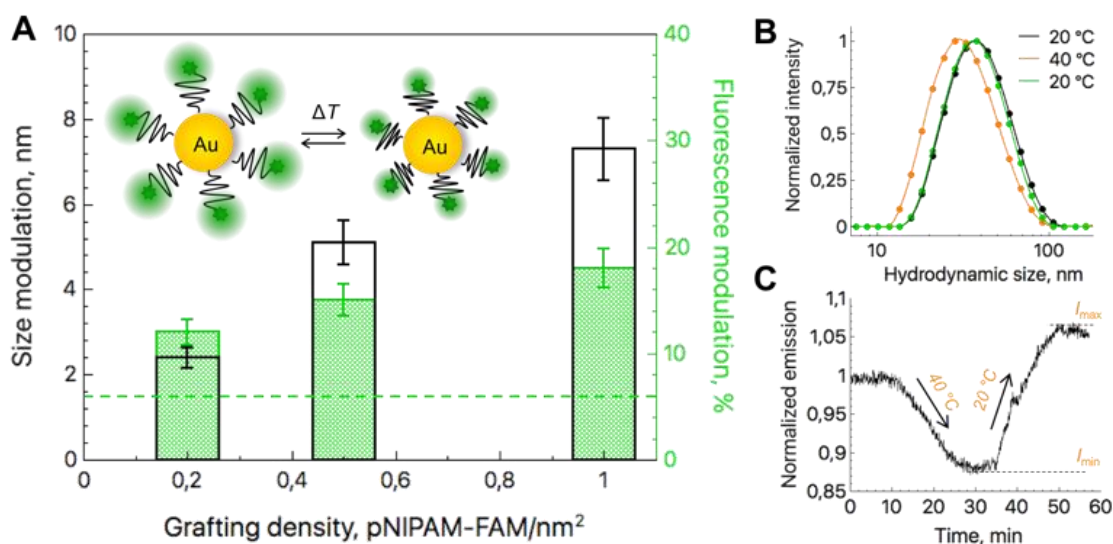 A
10
8
6
4
2
0
Size modulation, nm
Au
ΔT
Au
40
30
20
10
0
Fluorescence modulation, %
0
0,2
0,4
0,6
0,8
1
Grafting density, pNIPAM-FAM/nm²
B
1
0,75
0,5
0,25
0
Normalized intensity
20 °C
40 °C
20 °C
10
100
Hydrodynamic size, nm
C
1,1
1,05
1
0,95
0,9
0,85
Normalized emission
Imax
40 °C
20 °C
Imin
0
10
20
30
40
50
60
Time, min